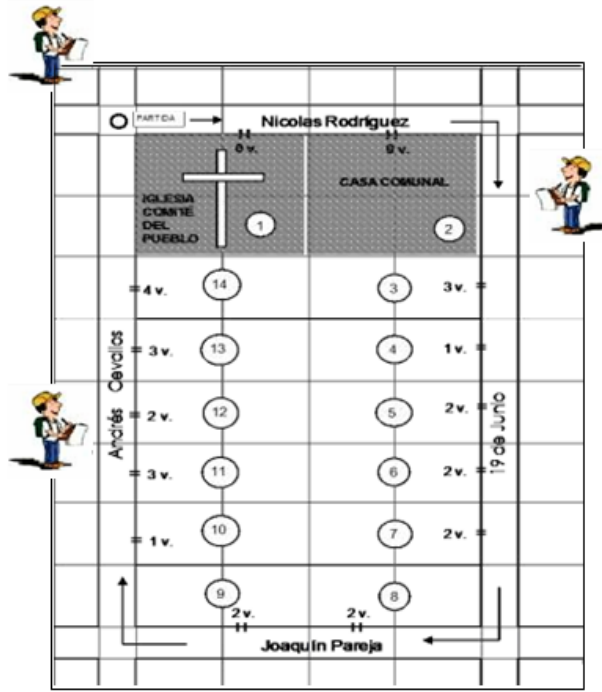 PARTIDA
Nicolas Rodríguez
0 v.
0 v.
IGLESIA
COMITÉ
DEL
PUEBLO
1
CASA COMUNAL
2
4 v.
14
3
3 v.
3 v.
13
4
1 v.
Andrés Cevallos
2 v.
12
5
2 v.
19 de Junio
3 v.
11
6
2 v.
1 v.
10
7
2 v.
9
8
2 v.
2 v.
Joaquín Pareja